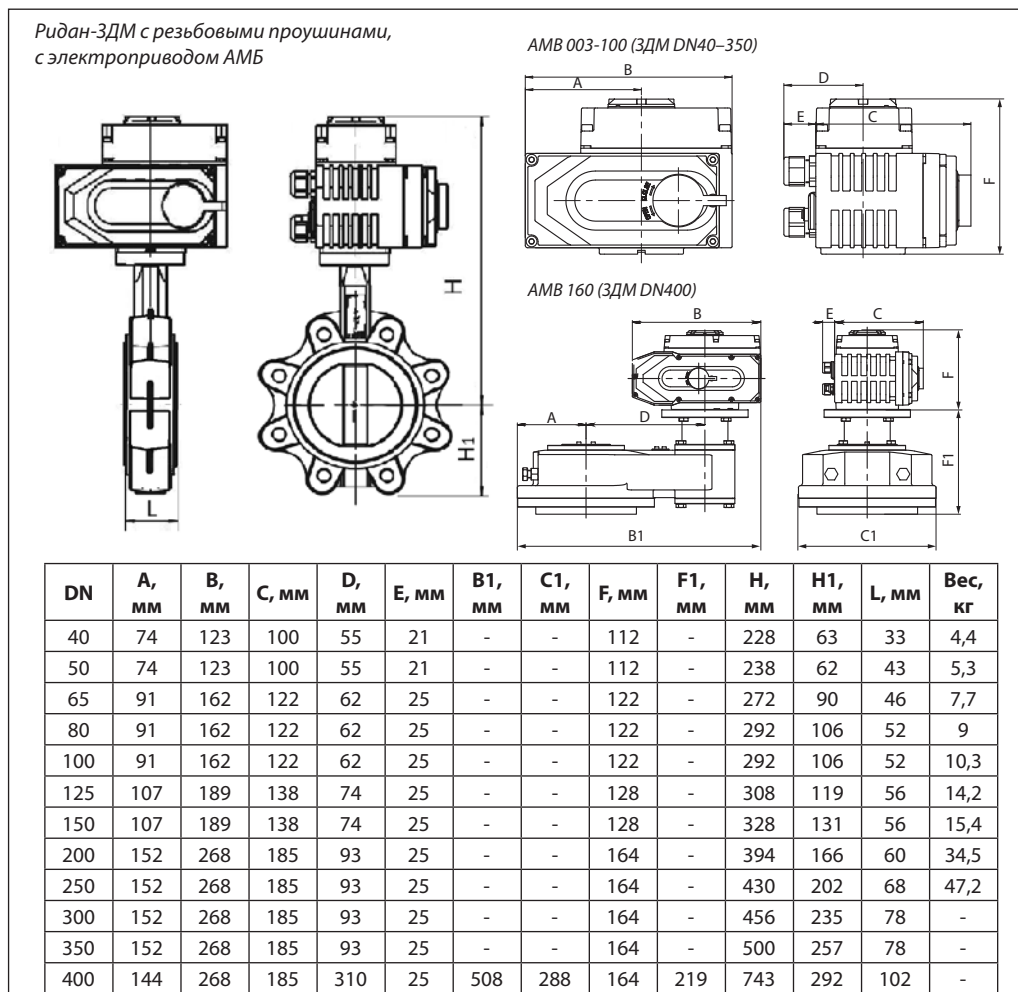 Ридан-ЗДМ с резьбовыми проушинами,
с электроприводом АМБ
АМВ 003-100 (ЗДМ DN40–350)
B
A
D
E
C
F
H
H1
L
АМВ 160 (ЗДМ DN400)
B
E
C
A
D
F
F1
B1
C1
DN A, мм B, мм C, мм D, мм E, мм B1, мм C1, мм F, мм F1, мм H, мм H1, мм L, мм Вес, кг
40 74 123 100 55 21 - - 112 - 228 63 33 4,4
50 74 123 100 55 21 - - 112 - 238 62 43 5,3
65 91 162 122 62 25 - - 122 - 272 90 46 7,7
80 91 162 122 62 25 - - 122 - 292 106 52 9
100 91 162 122 62 25 - - 122 - 292 106 52 10,3
125 107 189 138 74 25 - - 128 - 308 119 56 14,2
150 107 189 138 74 25 - - 128 - 328 131 56 15,4
200 152 268 185 93 25 - - 164 - 394 166 60 34,5
250 152 268 185 93 25 - - 164 - 430 202 68 47,2
300 152 268 185 93 25 - - 164 - 456 235 78 -
350 152 268 185 93 25 - - 164 - 500 257 78 -
400 144 268 185 310 25 508 288 164 219 743 292 102 -